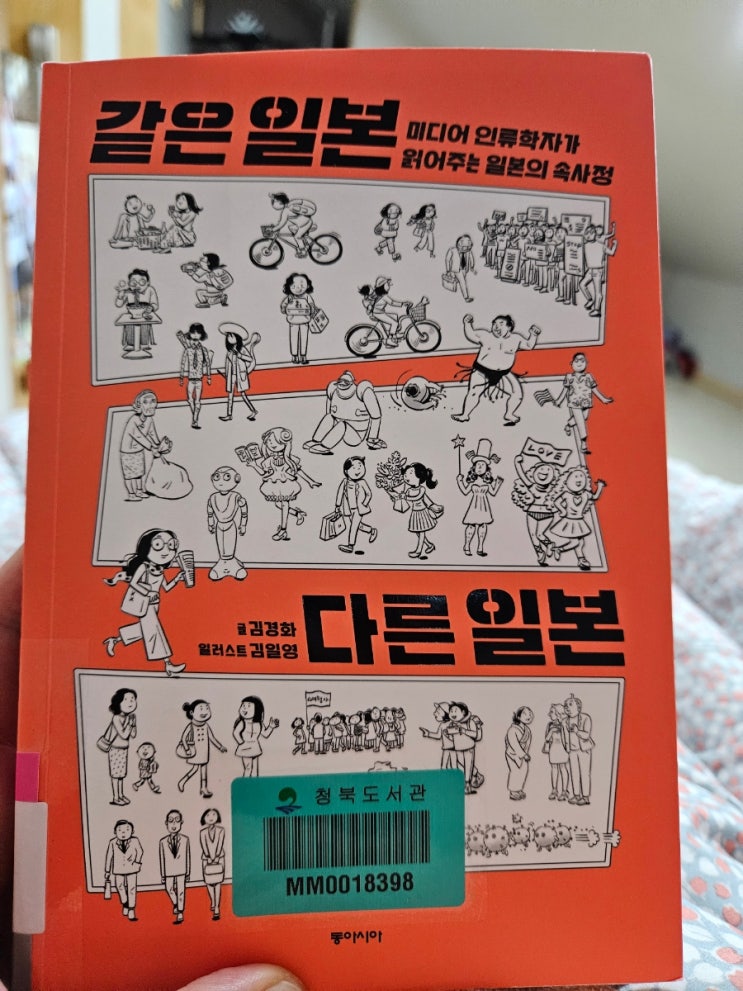 같은 일본
미디어 인류학자가
읽어주는 일본의 속사정
LOVE
글 김경화
일러스트 김일영
다른 일본
청북도서관
MM0018398
동아시아